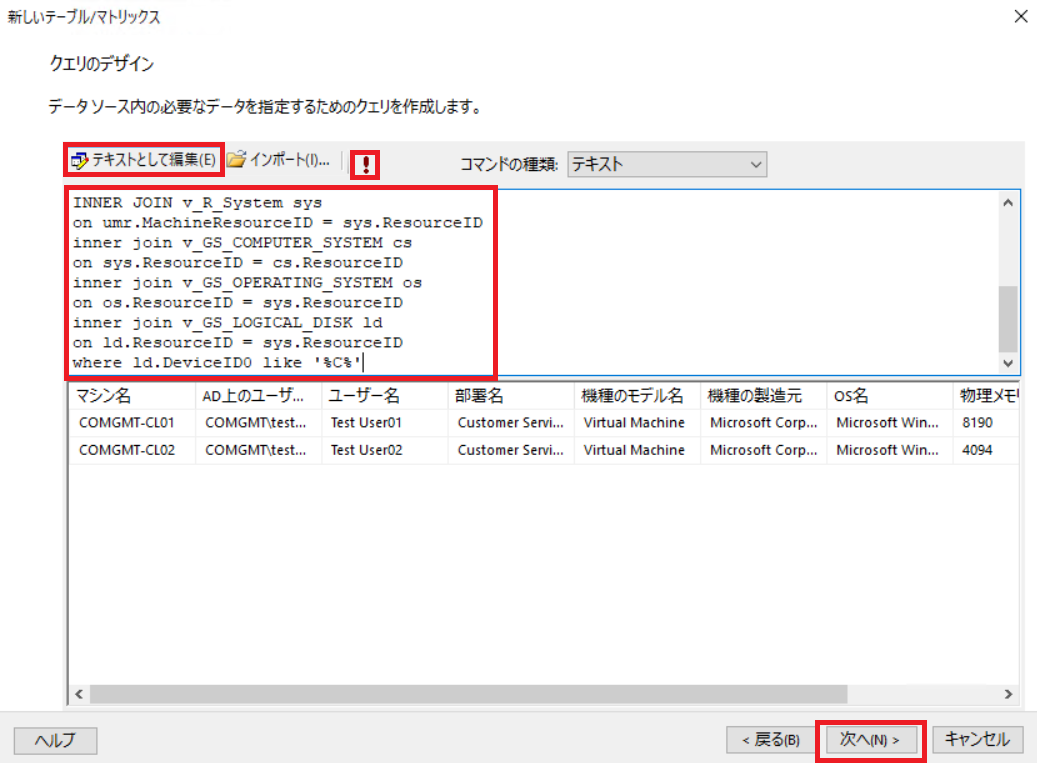 新しいテーブル/マトリックス
クエリのデザイン
データ ソース内の必要なデータを指定するためのクエリを作成します。
テキストとして編集(E) インポート(I)... ! コマンドの種類: テキスト
INNER JOIN v_R_System sys
on umr.MachineResourceID = sys.ResourceID
inner join v_GS_COMPUTER_SYSTEM cs
on sys.ResourceID = cs.ResourceID
inner join v_GS_OPERATING_SYSTEM os
on os.ResourceID = sys.ResourceID
inner join v_GS_LOGICAL_DISK ld
on ld.ResourceID = sys.ResourceID
where ld.DeviceID0 like '%C%'
マシン名 AD上のユーザ... ユーザー名 部署名 機種のモデル名 機種の製造元 OS名 物理メモ
COMGMT-CL01 COMGMT\test... Test User01 Customer Servi... Virtual Machine Microsoft Corp... Microsoft Win... 8190
COMGMT-CL02 COMGMT\test... Test User02 Customer Servi... Virtual Machine Microsoft Corp... Microsoft Win... 4094
ヘルプ < 戻る(B) 次へ(N) > キャンセル